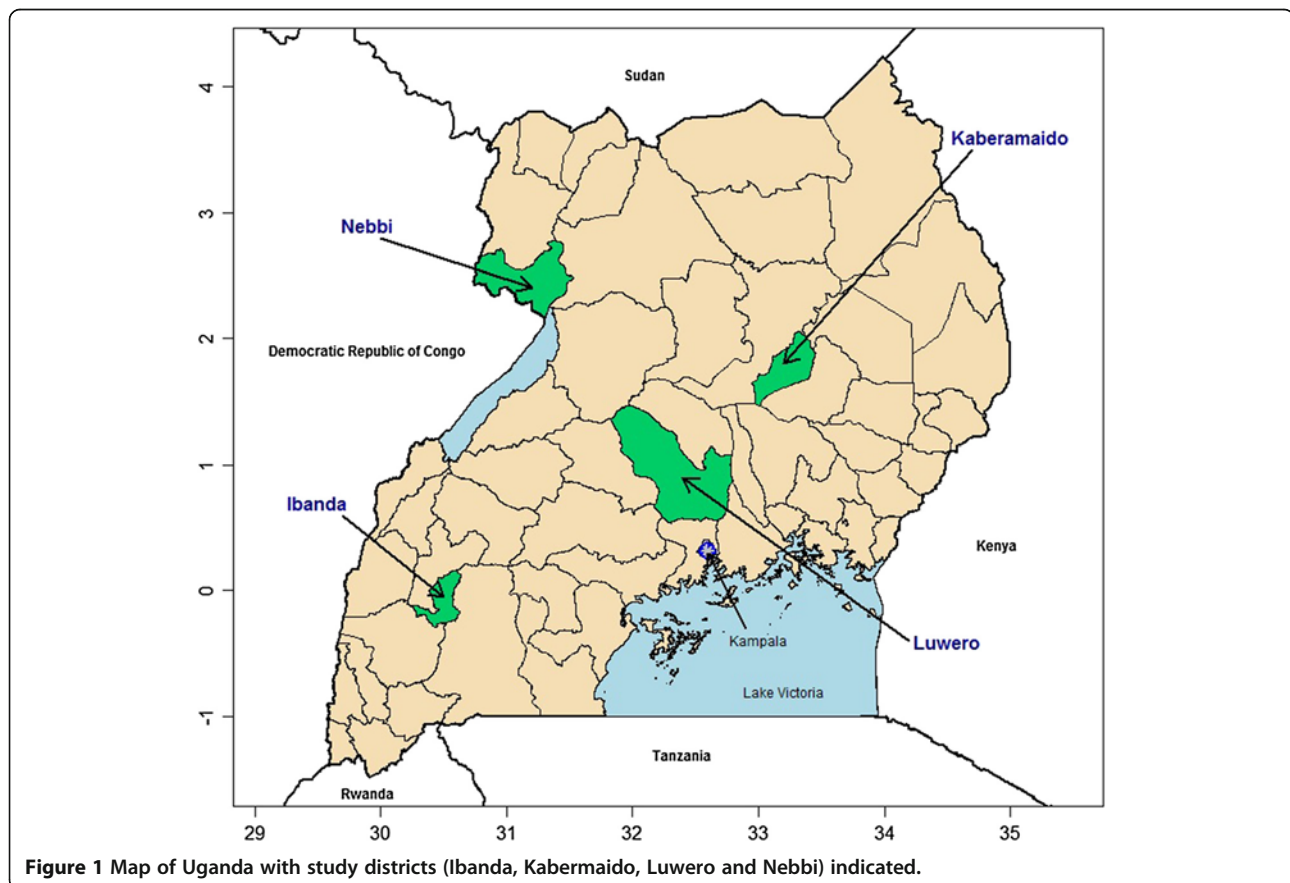 Sudan
Kaberamaido
Nebbi
Democratic Republic of Congo
Ibanda
Kenya
Kampala
Luwero
Lake Victoria
Tanzania
Rwanda
4
3
2
1
0
-1
29 30 31 32 33 34 35
Figure 1 Map of Uganda with study districts (Ibanda, Kabermaido, Luwero and Nebbi) indicated.